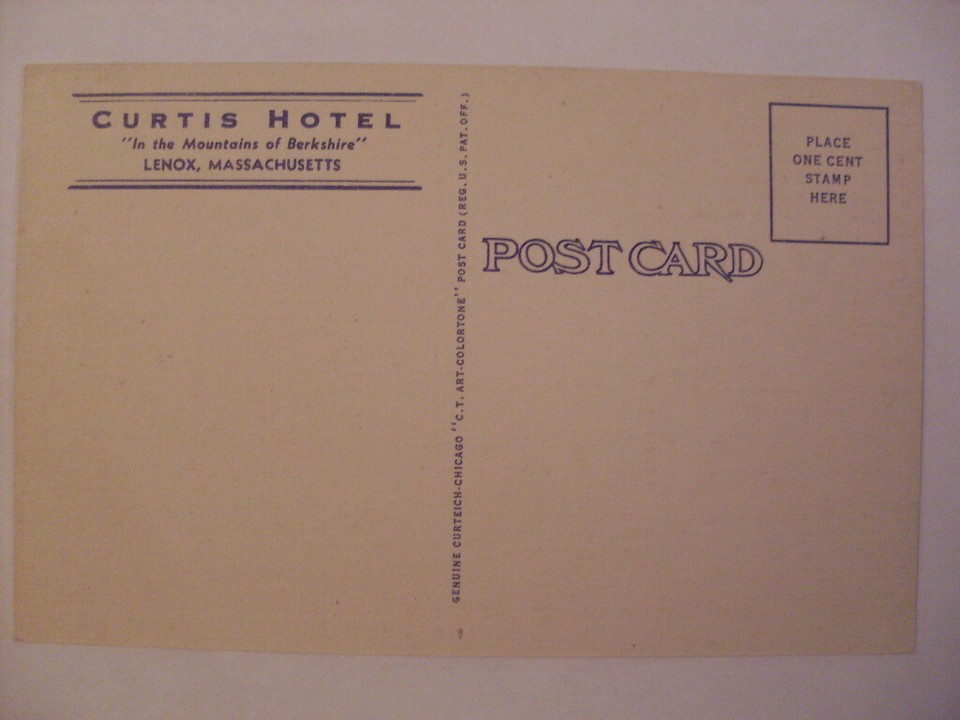 CURTIS HOTEL
"In the Mountains of Berkshire"
LENOX, MASSACHUSETTS
GENUINE CURTEICH-CHICAGO "C.T. ART-COLORTONE" POST CARD (REG. U.S. PAT. OFF.)
POST CARD
PLACE
ONE CENT
STAMP
HERE